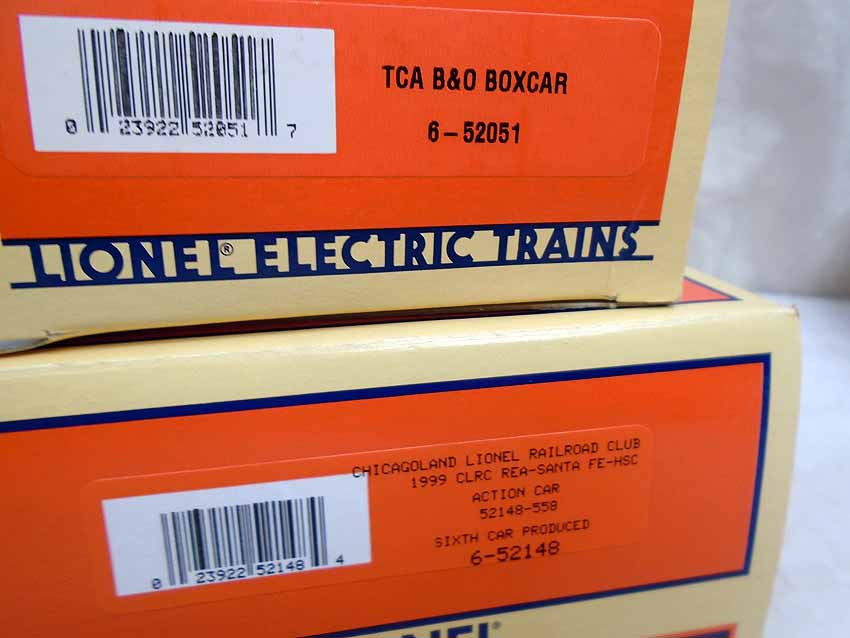 TCA B&O BOXCAR
6-52051
0 23922 52051 7
LIONEL® ELECTRIC TRAINS
CHICAGOLAND LIONEL RAILROAD CLUB
1999 CLRC REA-SANTA FE-HSC
ACTION CAR
52148-558
SIXTH CAR PRODUCED
6-52148
0 23922 52148 4